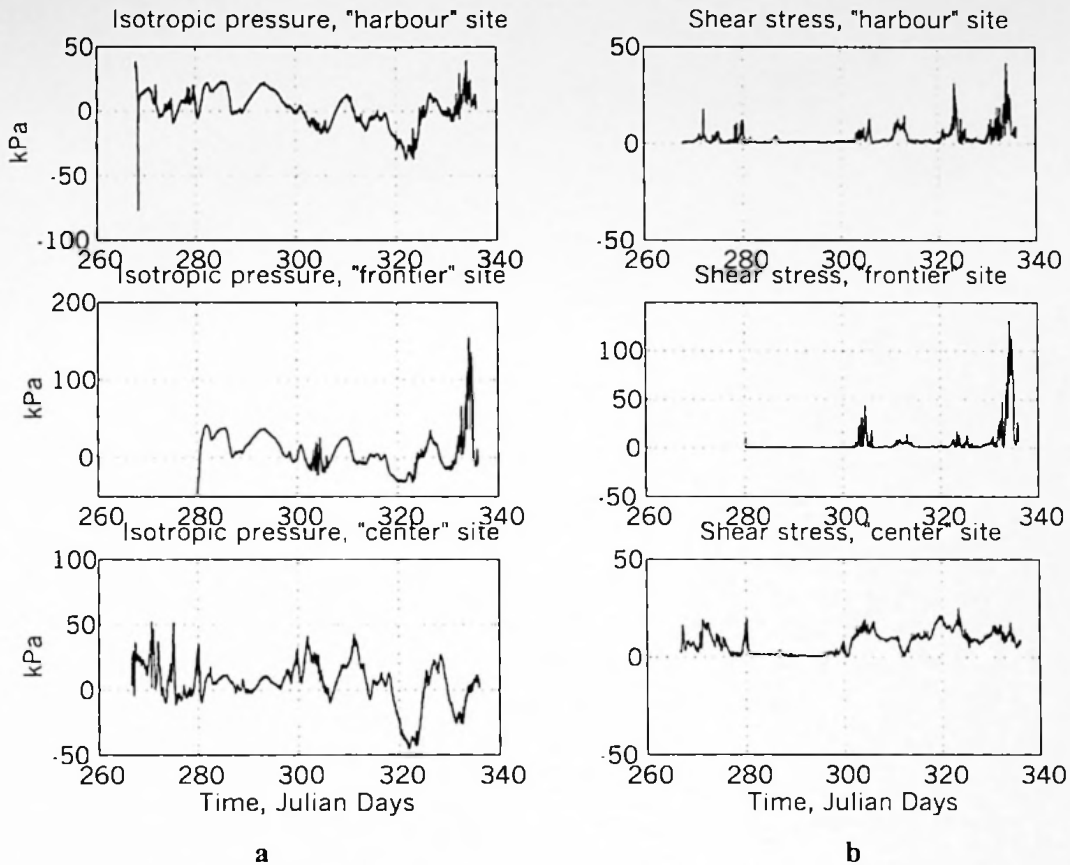 Isotropic pressure, "harbour" site
50
0
-50
-100
kPa
260 280 300 320 340
Isotropic pressure, "frontier" site
200
100
0
kPa
260 280 300 320 340
Isotropic pressure, "center" site
100
50
0
-50
kPa
260 280 300 320 340
Time, Julian Days
a
Shear stress, "harbour" site
50
0
-50
260 280 300 320 340
Shear stress, "frontier" site
100
50
0
-50
260 280 300 320 340
Shear stress, "center" site
50
0
-50
260 280 300 320 340
Time, Julian Days
b